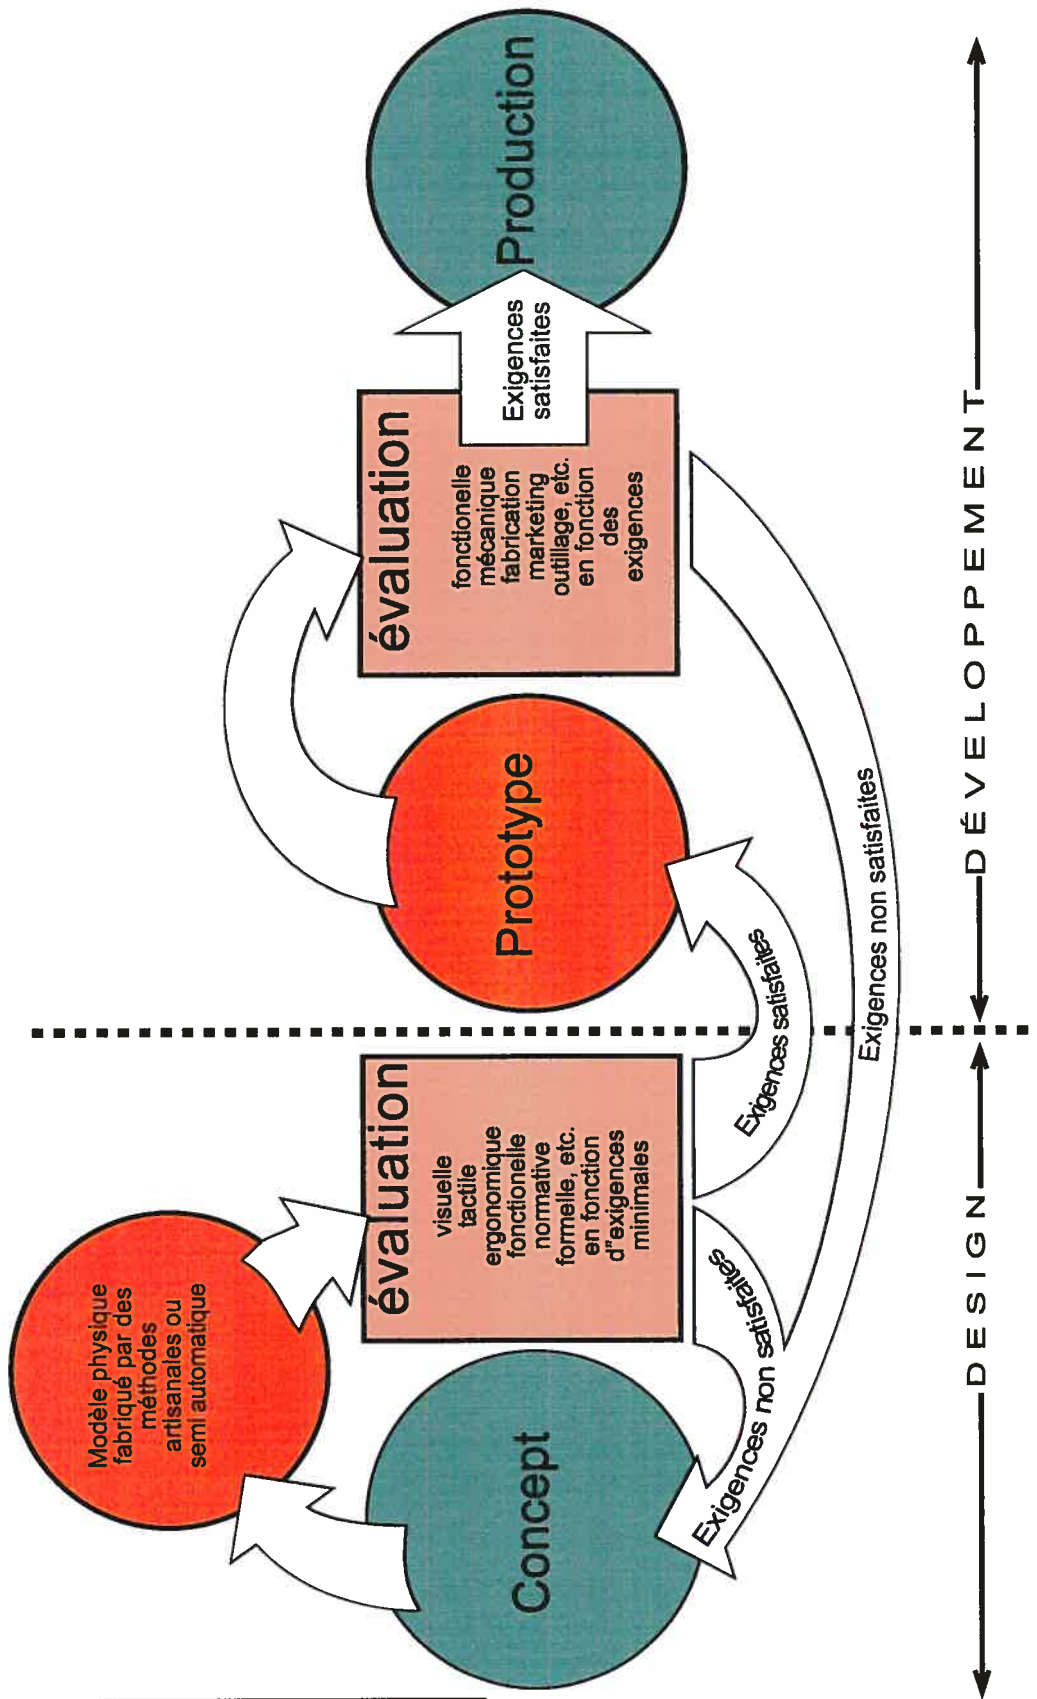 Modèle physique
fabriqué par des
méthodes
artisanales ou
semi automatique
Concept
évaluation
visuelle
tactile
ergonomique
fonctionelle
normative
formelle, etc.
en fonction
d"exigences
minimales
Exigences non satisfaites
Exigences satisfaites
Prototype
évaluation
fonctionelle
mécanique
fabrication
marketing
outillage, etc.
en fonction
des
exigences
Exigences
satisfaites
Production
Exigences non satisfaites
DESIGN
DÉVELOPPEMENT